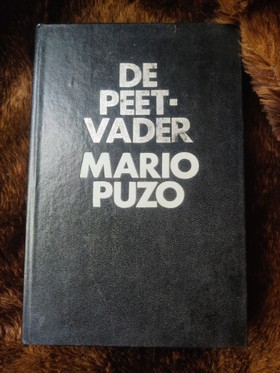 DE
PEET-
VADER
MARIO
PUZO